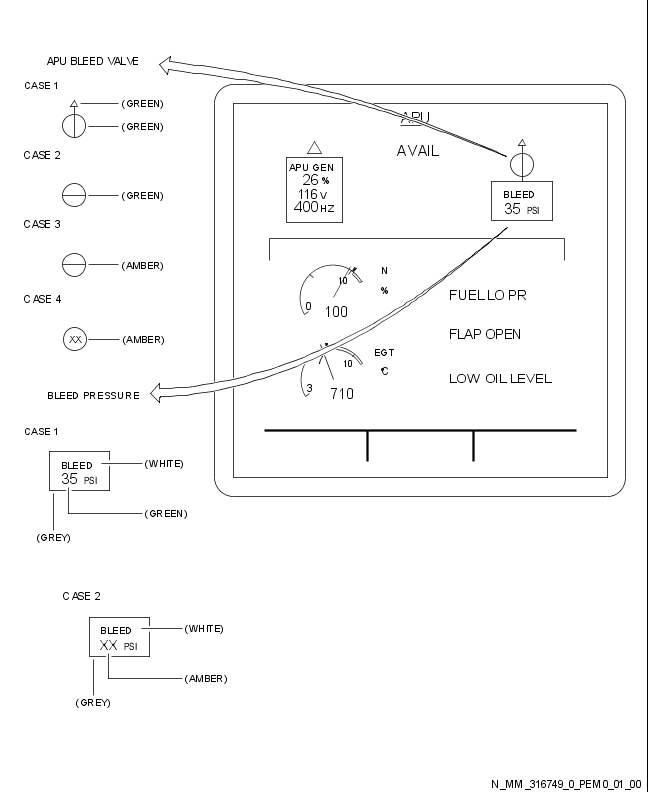 APU BLEED VALVE
CASE 1
(GREEN)
(GREEN)
CASE 2
(GREEN)
CASE 3
(AMBER)
CASE 4
XX
(AMBER)
BLEED PRESSURE
CASE 1
BLEED
35 PSI
(WHITE)
(GREEN)
(GREY)
CASE 2
BLEED
XX PSI
(WHITE)
(AMBER)
(GREY)
APU
AVAIL
APU GEN
26 %
116 V
400 HZ
BLEED
35 PSI
N
%
10
0
100
FUEL LO PR
FLAP OPEN
EGT
°C
10
3
710
LOW OIL LEVEL
N_MM_316749_0_PEM0_01_00